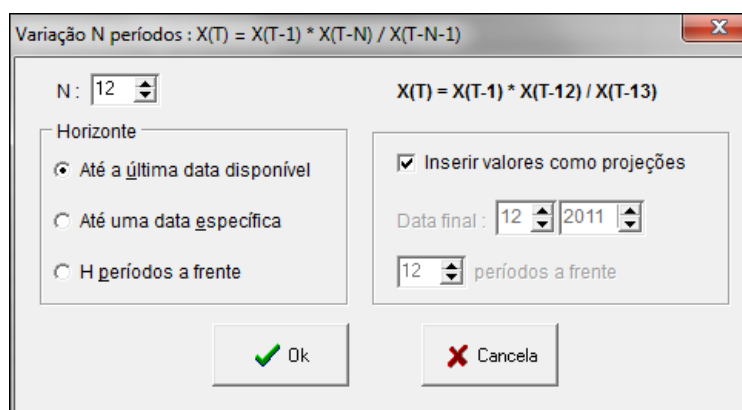 Variação N períodos : X(T) = X(T-1) * X(T-N) / X(T-N-1)
N : 12
X(T) = X(T-1) * X(T-12) / X(T-13)
Horizonte
Até a última data disponível
Até uma data específica
H períodos a frente
Inserir valores como projeções
Data final : 12 2011
12 períodos a frente
Ok
Cancela